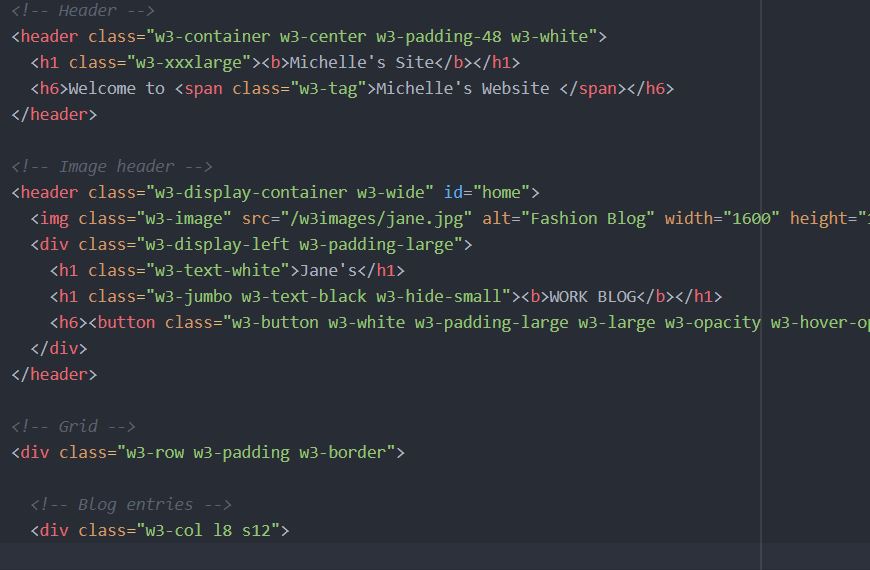 <!-- Header -->
<header class="w3-container w3-center w3-padding-48 w3-white">
  <h1 class="w3-xxxlarge"><b>Michelle's Site</b></h1>
  <h6>Welcome to <span class="w3-tag">Michelle's Website </span></h6>
</header>

<!-- Image header -->
<header class="w3-display-container w3-wide" id="home">
  <img class="w3-image" src="/w3images/jane.jpg" alt="Fashion Blog" width="1600" height="1
  <div class="w3-display-left w3-padding-large">
    <h1 class="w3-text-white">Jane's</h1>
    <h1 class="w3-jumbo w3-text-black w3-hide-small"><b>WORK BLOG</b></h1>
    <h6><button class="w3-button w3-white w3-padding-large w3-large w3-opacity w3-hover-op
  </div>
</header>

<!-- Grid -->
<div class="w3-row w3-padding w3-border">

  <!-- Blog entries -->
  <div class="w3-col l8 s12">